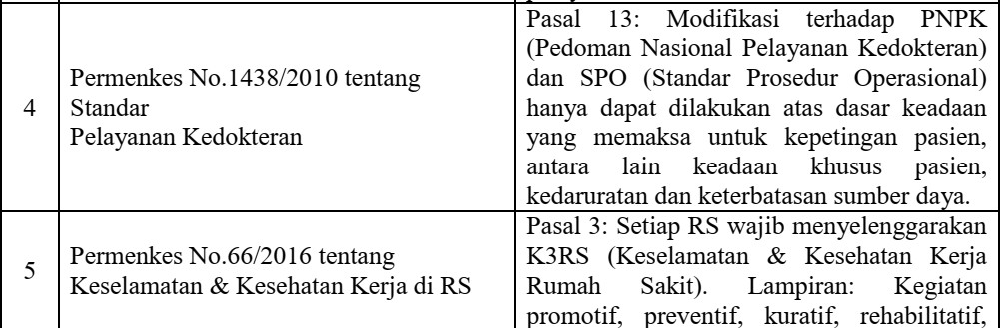 4
Permenkes No.1438/2010 tentang
Standar
Pelayanan Kedokteran
Pasal 13: Modifikasi terhadap PNPK
(Pedoman Nasional Pelayanan Kedokteran)
dan SPO (Standar Prosedur Operasional)
hanya dapat dilakukan atas dasar keadaan
yang memaksa untuk kepetingan pasien,
antara lain keadaan khusus pasien,
kedaruratan dan keterbatasan sumber daya.
5
Permenkes No.66/2016 tentang
Keselamatan & Kesehatan Kerja di RS
Pasal 3: Setiap RS wajib menyelenggarakan
K3RS (Keselamatan & Kesehatan Kerja
Rumah Sakit). Lampiran: Kegiatan
promotif, preventif, kuratif, rehabilitatif,